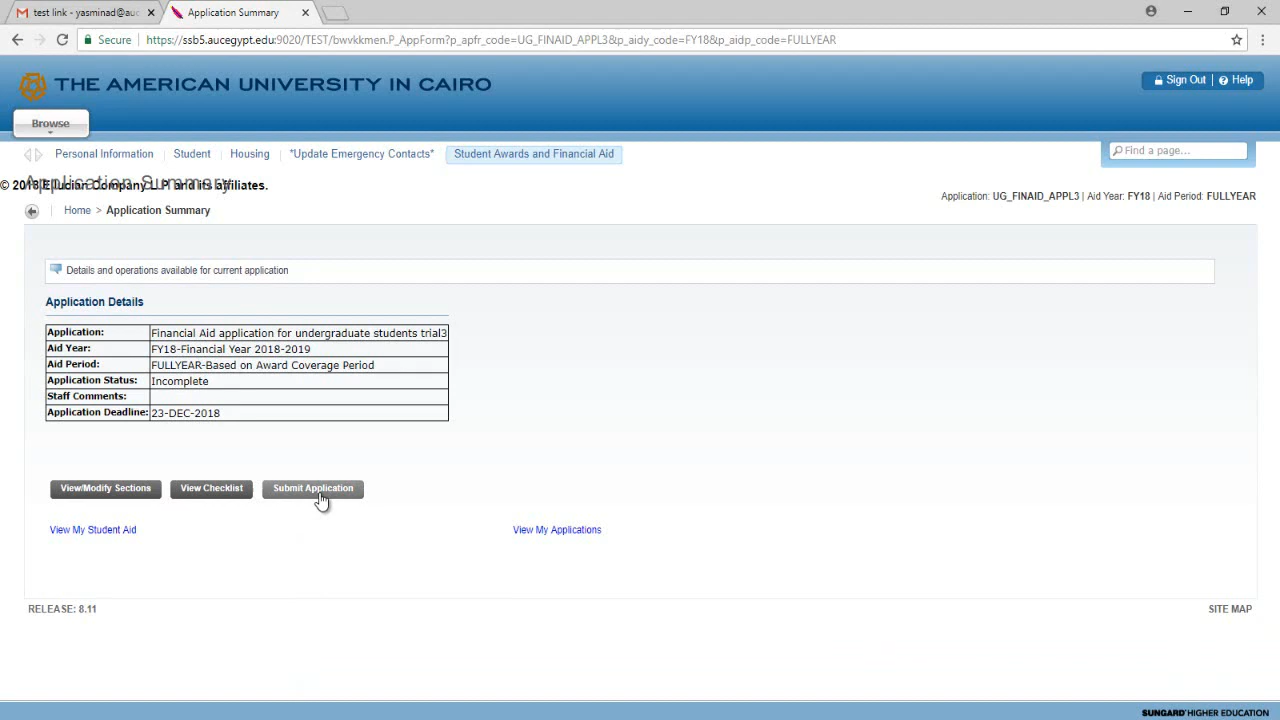 test link - yasminad@auc
Application Summary
Secure
https://ssb5.aucegypt.edu:9020/TEST/bwvkkmen.P_AppForm?p_apfr_code=UG_FINAID_APPL3&p_aidy_code=FY18&p_aidp_code=FULLYEAR
THE AMERICAN UNIVERSITY IN CAIRO
Sign Out | Help
Browse
Personal Information Student Housing *Update Emergency Contacts* Student Awards and Financial Aid
Find a page...
Application Summary
© 2018 Ellucian Company L.P. and its affiliates.
Application: UG_FINAID_APPL3 | Aid Year: FY18 | Aid Period: FULLYEAR
Home > Application Summary
Details and operations available for current application
Application Details
Application: Financial Aid application for undergraduate students trial3
Aid Year: FY18-Financial Year 2018-2019
Aid Period: FULLYEAR-Based on Award Coverage Period
Application Status: Incomplete
Staff Comments:
Application Deadline: 23-DEC-2018
View/Modify Sections View Checklist Submit Application
View My Student Aid View My Applications
RELEASE: 8.11 SITE MAP
SUNGARD HIGHER EDUCATION